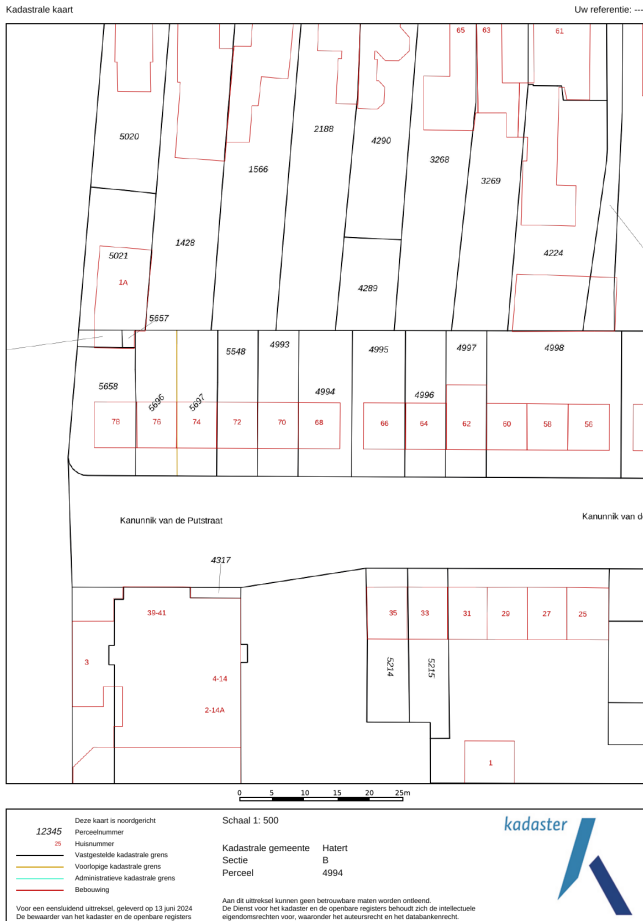 Kadastrale kaart
Uw referentie: ---
65 63 61
5020
2188
4290
1566
3268
3269
1428
5021
1A
4224
4289
5657
5548
4993
4995
4997
4998
5658
5696
5697
4994
4996
78 76 74 72 70 68 66 64 62 60 58 56
Kanunnik van de Putstraat
Kanunnik van d
4317
39-41
35 33 31 29 27 25
3
5214
5215
4-14
2-14A
1
0 5 10 15 20 25m
Deze kaart is noordgericht
12345 Perceelnummer
25 Huisnummer
Vastgestelde kadastrale grens
Voorlopige kadastrale grens
Administratieve kadastrale grens
Bebouwing
Voor een eensluidend uittreksel, geleverd op 13 juni 2024
De bewaarder van het kadaster en de openbare registers
Schaal 1: 500
Kadastrale gemeente Hatert
Sectie B
Perceel 4994
Aan dit uittreksel kunnen geen betrouwbare maten worden ontleend.
De Dienst voor het kadaster en de openbare registers behoudt zich de intellectuele
eigendomsrechten voor, waaronder het auteursrecht en het databankenrecht.
kadaster